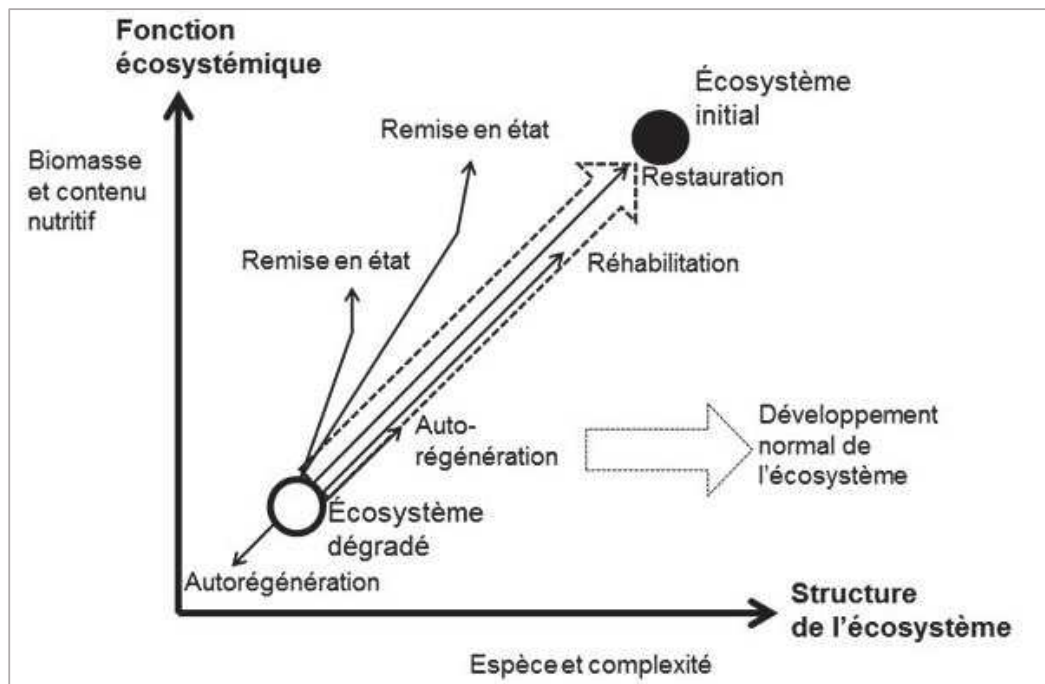 Fonction
écosystémique
Biomasse
et contenu
nutritif
Remise en état
Écosystème
initial
Restauration
Remise en état
Réhabilitation
Auto-
régénération
Développement
normal de
l'écosystème
Écosystème
dégradé
Autorégénération
Structure
de l'écosystème
Espèce et complexité